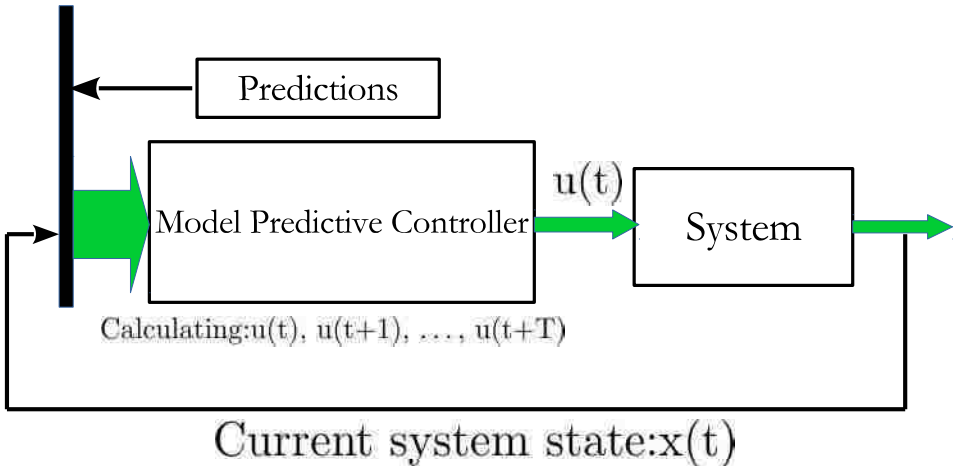 Predictions
Model Predictive Controller
u(t)
System
Calculating:u(t), u(t+1), ..., u(t+T)
Current system state:x(t)